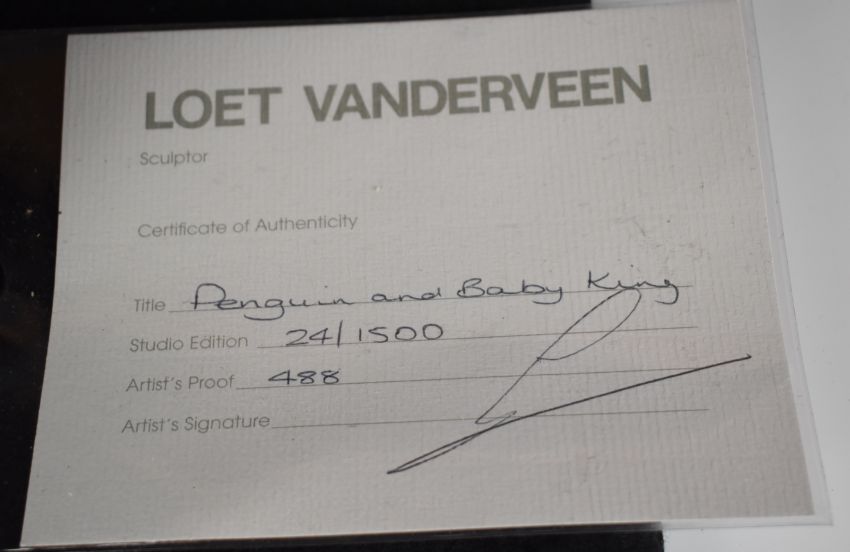 LOET VANDERVEEN
Sculptor
Certificate of Authenticity
Title Penguin and Baby King
Studio Edition 24/1500
Artist's Proof 488
Artist's Signature